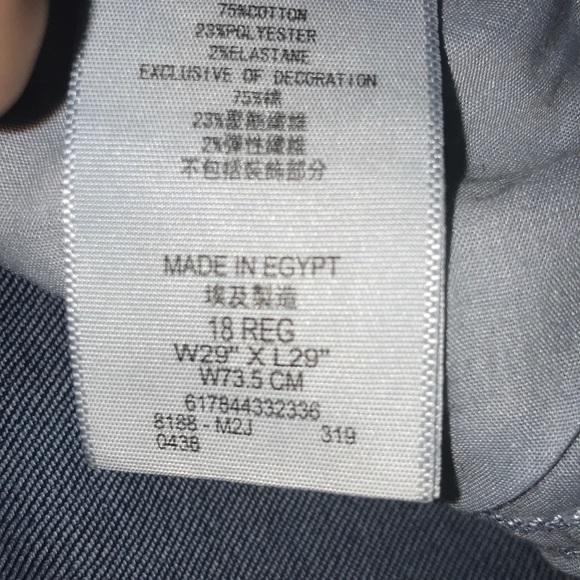 75%COTTON
23%POLYESTER
2%ELASTANE
EXCLUSIVE OF DECORATION
75%棉
23%聚酯纖維
2%彈性纖維
不包括裝飾部分
MADE IN EGYPT
埃及製造
18 REG
W29" X L29"
W73.5 CM
617844332336
8188 - M2J 319
0438